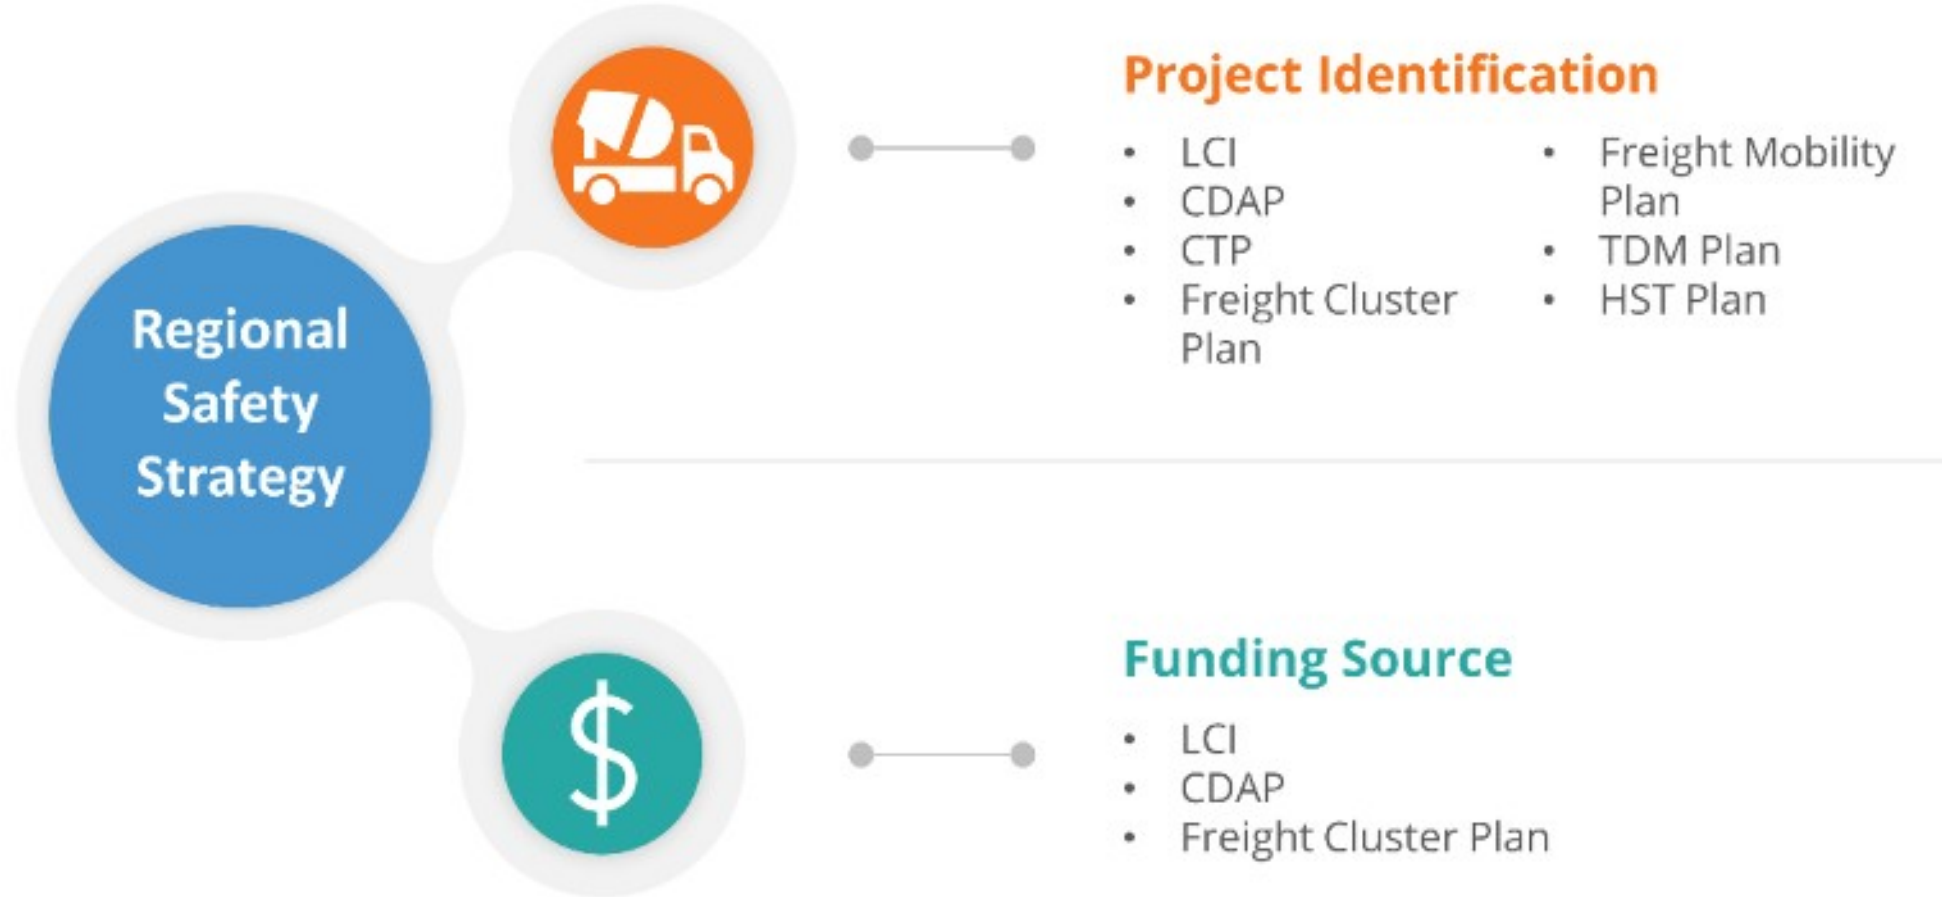 Regional
Safety
Strategy
Project Identification
• LCI
• CDAP
• CTP
• Freight Cluster
Plan
• Freight Mobility
Plan
• TDM Plan
• HST Plan
$
Funding Source
• LCI
• CDAP
• Freight Cluster Plan